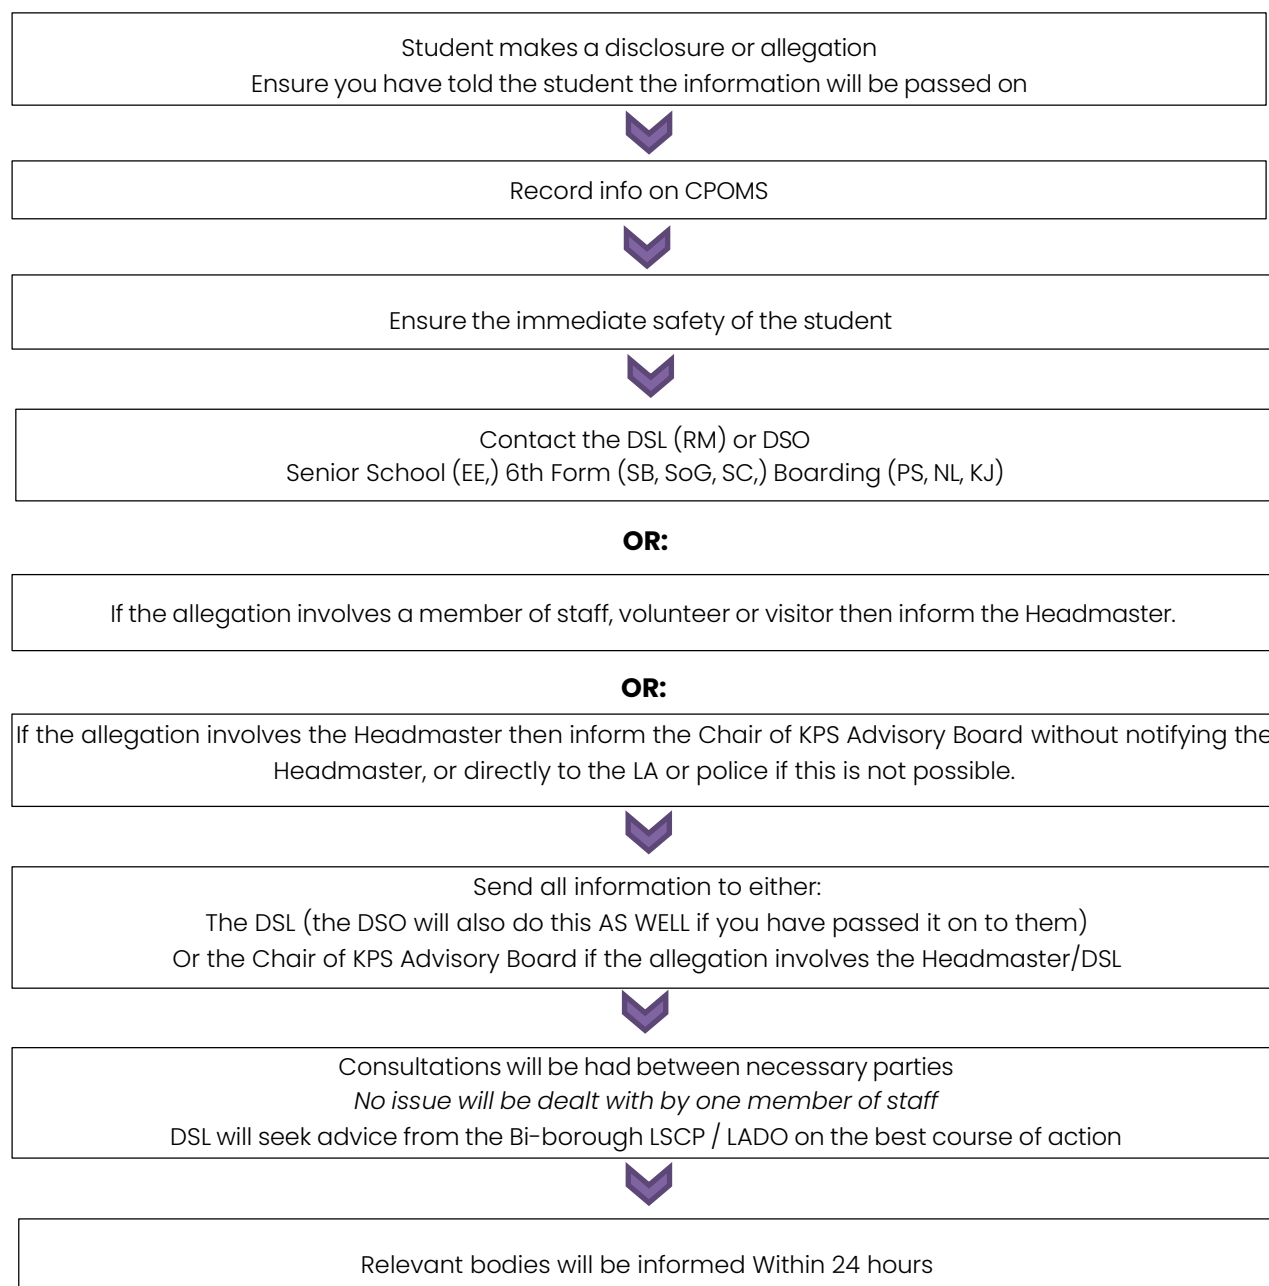 Student makes a disclosure or allegation
Ensure you have told the student the information will be passed on
Record info on CPOMS
Ensure the immediate safety of the student
Contact the DSL (RM) or DSO
Senior School (EE,) 6th Form (SB, SoG, SC,) Boarding (PS, NL, KJ)
OR:
If the allegation involves a member of staff, volunteer or visitor then inform the Headmaster.
OR:
If the allegation involves the Headmaster then inform the Chair of KPS Advisory Board without notifying the
Headmaster, or directly to the LA or police if this is not possible.
Send all information to either:
The DSL (the DSO will also do this AS WELL if you have passed it on to them)
Or the Chair of KPS Advisory Board if the allegation involves the Headmaster/DSL
Consultations will be had between necessary parties
No issue will be dealt with by one member of staff
DSL will seek advice from the Bi-borough LSCP / LADO on the best course of action
Relevant bodies will be informed Within 24 hours